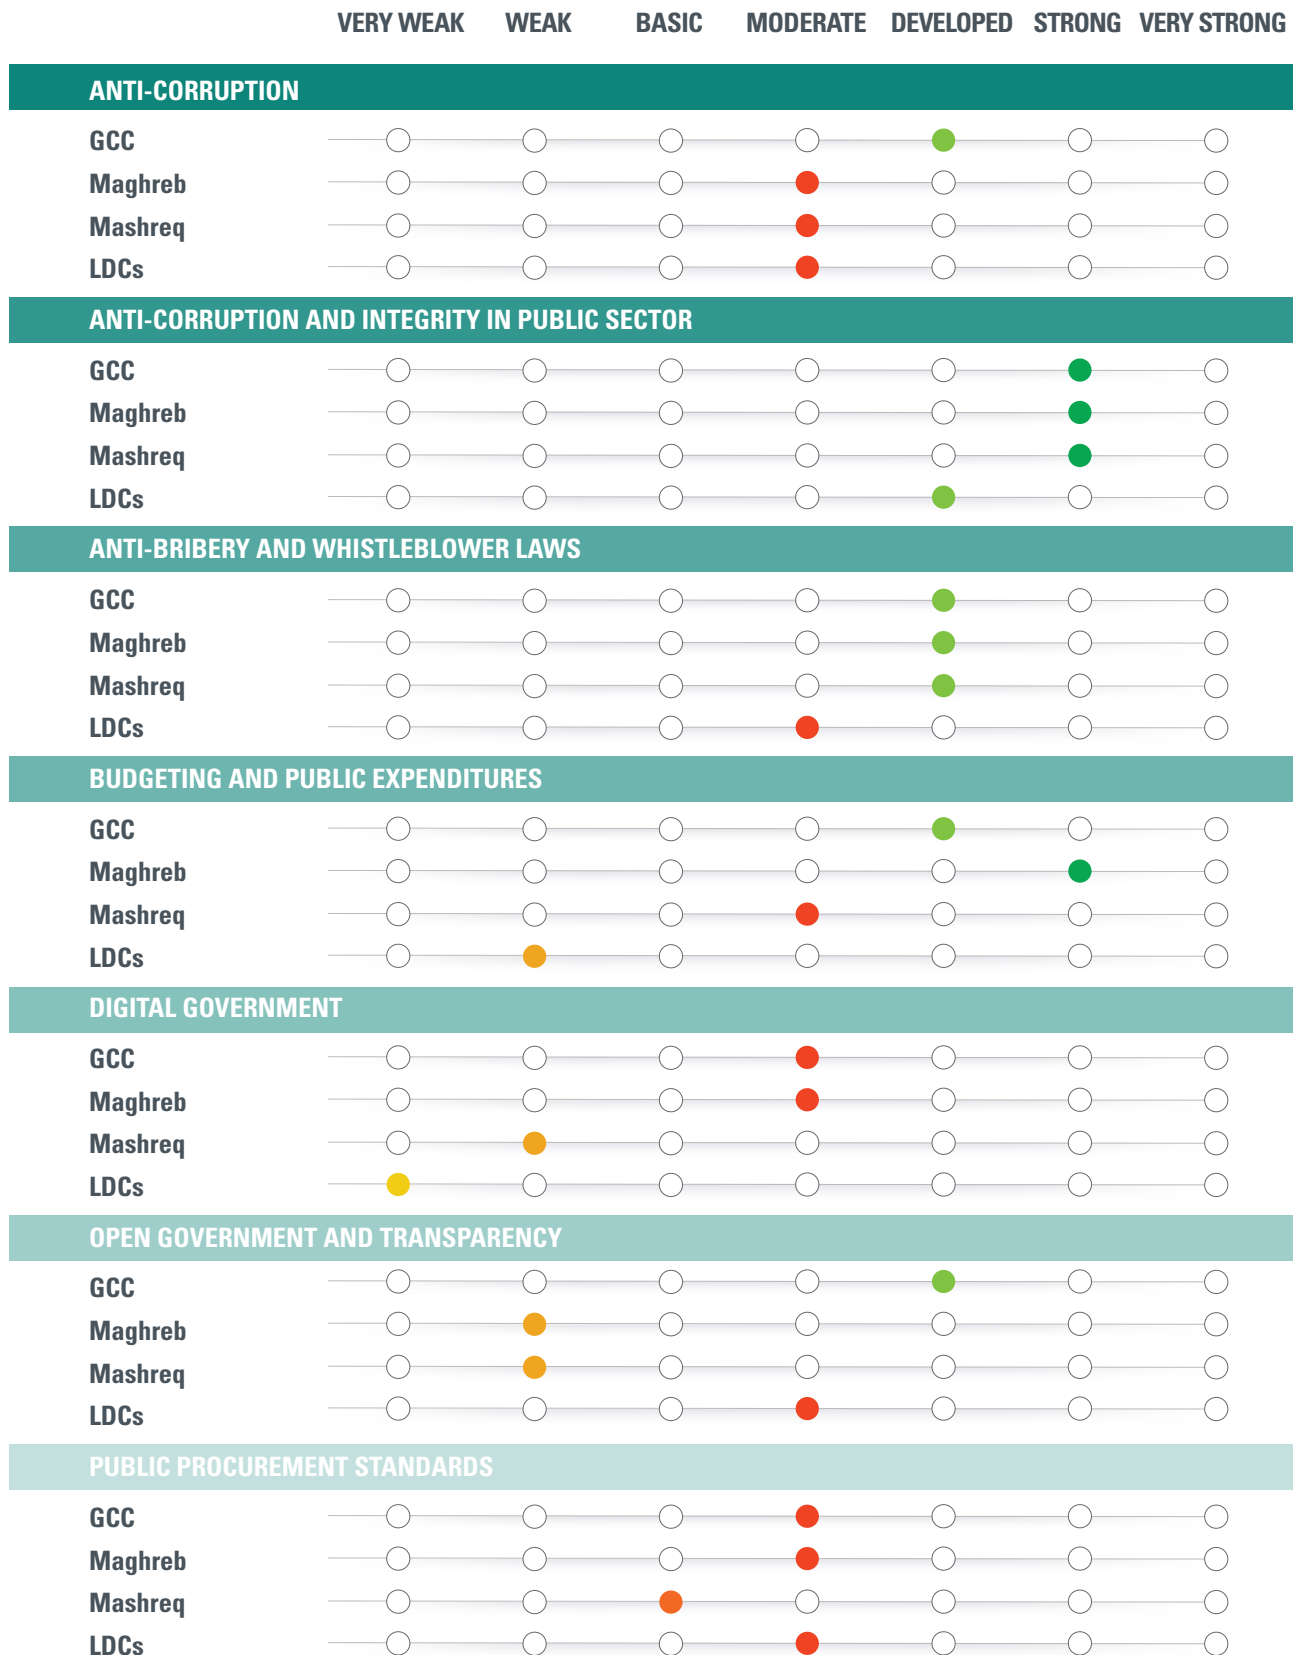 VERY WEAK WEAK BASIC MODERATE DEVELOPED STRONG VERY STRONG
ANTI-CORRUPTION
GCC
Maghreb
Mashreq
LDCs
ANTI-CORRUPTION AND INTEGRITY IN PUBLIC SECTOR
GCC
Maghreb
Mashreq
LDCs
ANTI-BRIBERY AND WHISTLEBLOWER LAWS
GCC
Maghreb
Mashreq
LDCs
BUDGETING AND PUBLIC EXPENDITURES
GCC
Maghreb
Mashreq
LDCs
DIGITAL GOVERNMENT
GCC
Maghreb
Mashreq
LDCs
OPEN GOVERNMENT AND TRANSPARENCY
GCC
Maghreb
Mashreq
LDCs
PUBLIC PROCUREMENT STANDARDS
GCC
Maghreb
Mashreq
LDCs